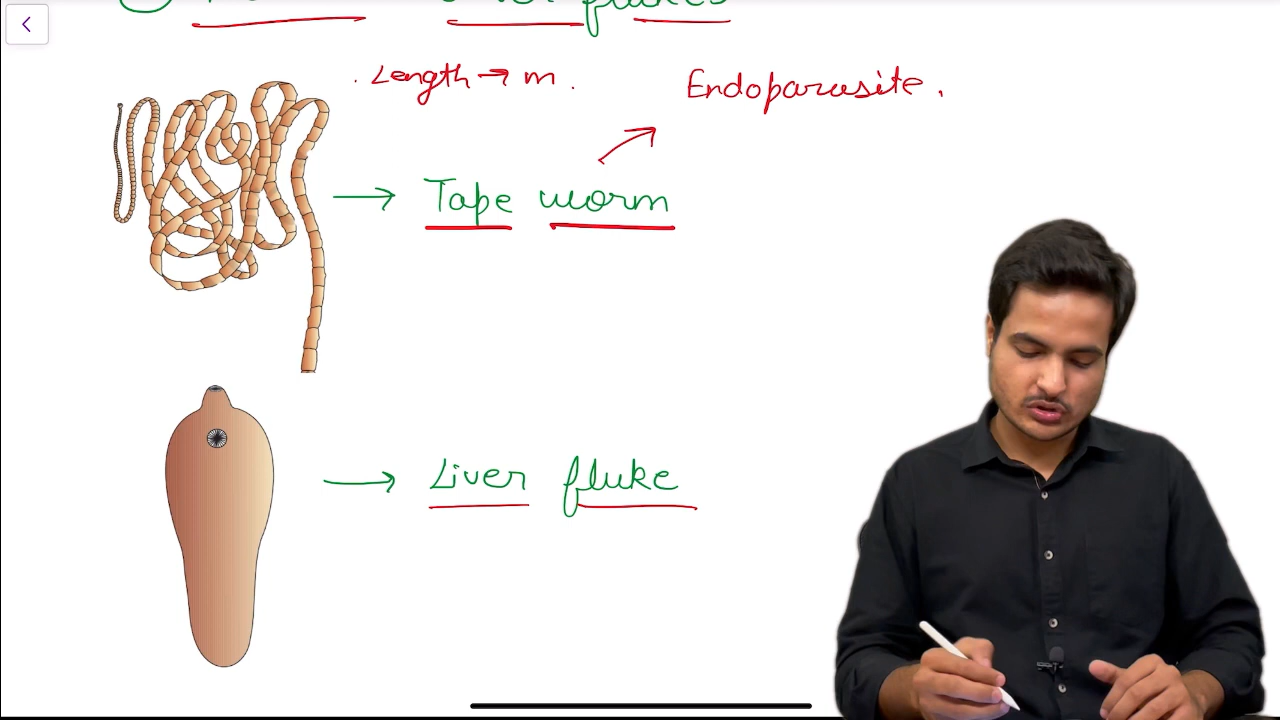 . Length → m .
Endoparasite .
→ Tape worm
→ Liver fluke